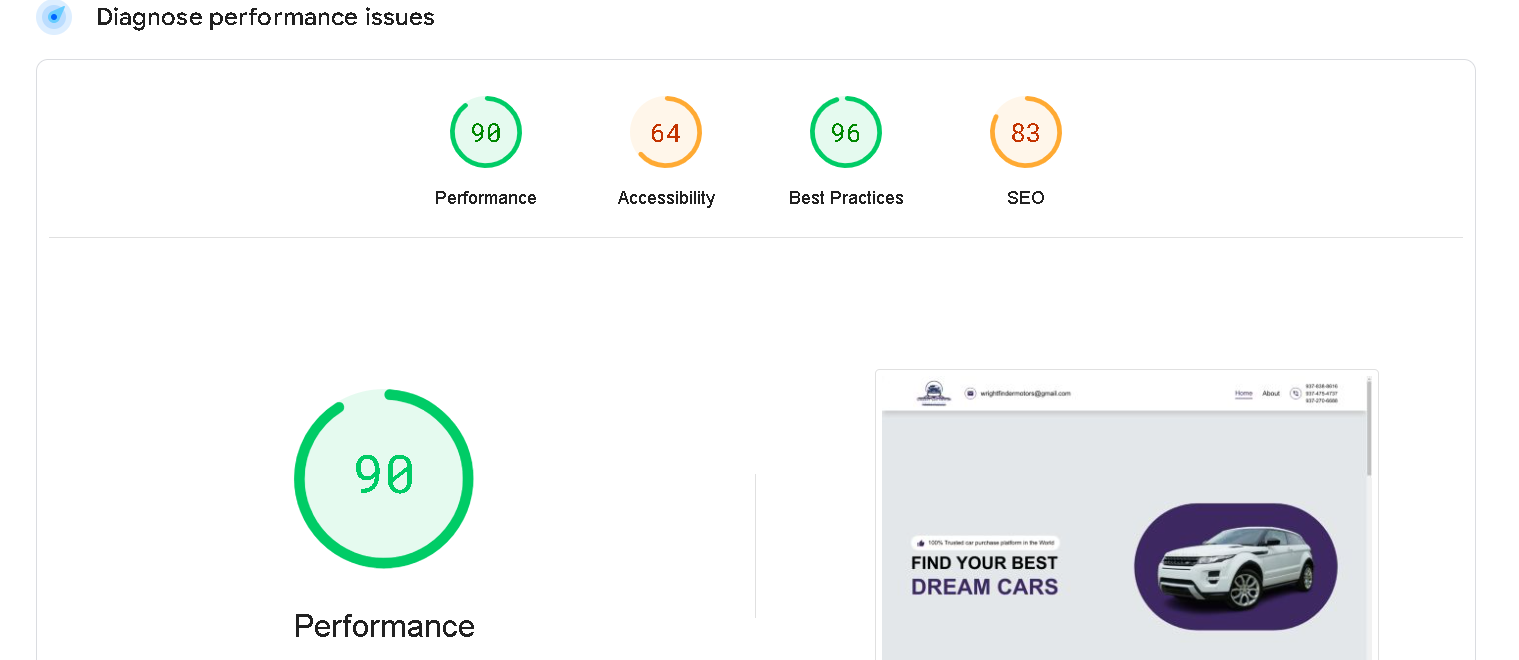 Diagnose performance issues
90
64
96
83
Performance
Accessibility
Best Practices
SEO
90
Performance
wrightfindermotors@gmail.com
Home
About
937-838-8616
937-475-4737
937-270-6686
100% Trusted car purchase platform in the World
FIND YOUR BEST
DREAM CARS